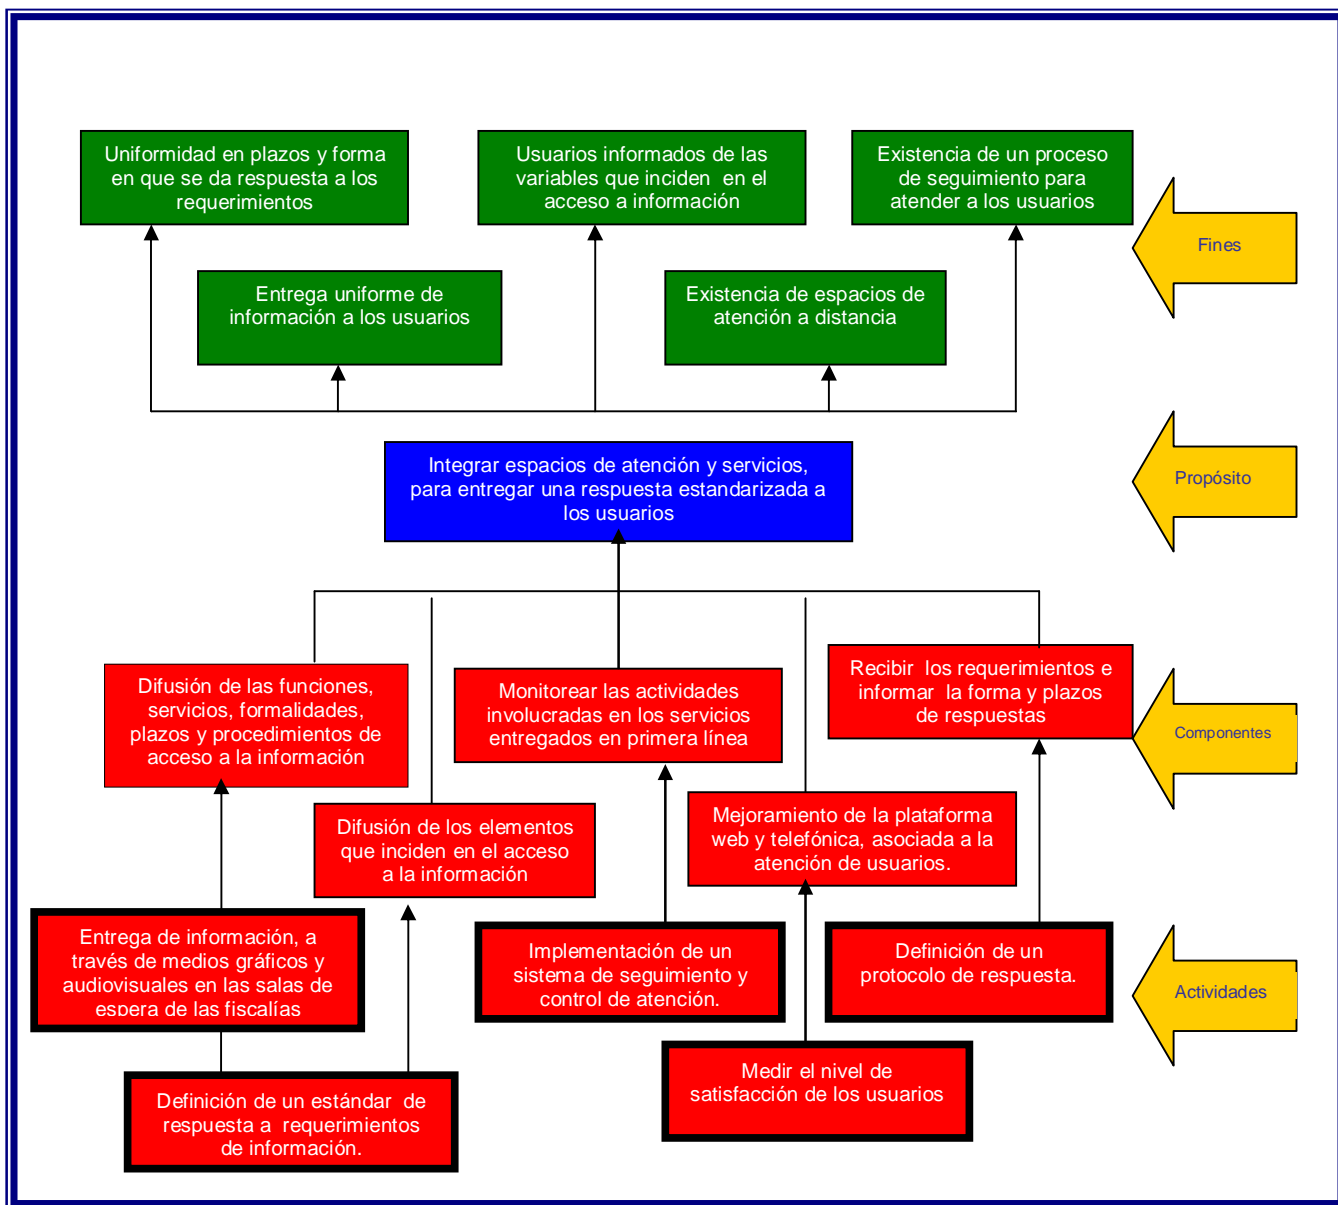 Uniformidad en plazos y forma
en que se da respuesta a los
requerimientos
Usuarios informados de las
variables que inciden en el
acceso a información
Existencia de un proceso
de seguimiento para
atender a los usuarios
Fines
Entrega uniforme de
información a los usuarios
Existencia de espacios de
atención a distancia
Integrar espacios de atención y servicios,
para entregar una respuesta estandarizada a
los usuarios
Propósito
Difusión de las funciones,
servicios, formalidades,
plazos y procedimientos de
acceso a la información
Monitorear las actividades
involucradas en los servicios
entregados en primera línea
Recibir los requerimientos e
informar la forma y plazos
de respuestas
Componentes
Difusión de los elementos
que inciden en el acceso
a la información
Mejoramiento de la plataforma
web y telefónica, asociada a la
atención de usuarios.
Entrega de información, a
través de medios gráficos y
audiovisuales en las salas de
espera de las fiscalías
Implementación de un
sistema de seguimiento y
control de atención.
Definición de un
protocolo de respuesta.
Actividades
Definición de un estándar de
respuesta a requerimientos
de información.
Medir el nivel de
satisfacción de los usuarios